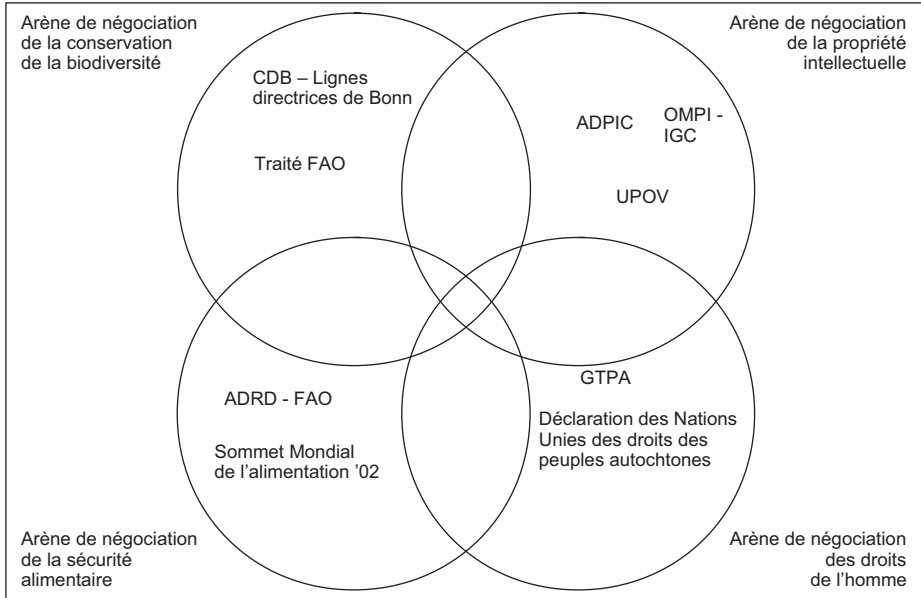 Arène de négociation
de la conservation
de la biodiversité
Arène de négociation
de la propriété
intellectuelle
CDB – Lignes
directrices de Bonn
Traité FAO
ADPIC
OMPI -
IGC
UPOV
ADRD - FAO
Sommet Mondial
de l'alimentation '02
GTPA
Déclaration des Nations
Unies des droits des
peuples autochtones
Arène de négociation
de la sécurité
alimentaire
Arène de négociation
des droits
de l'homme